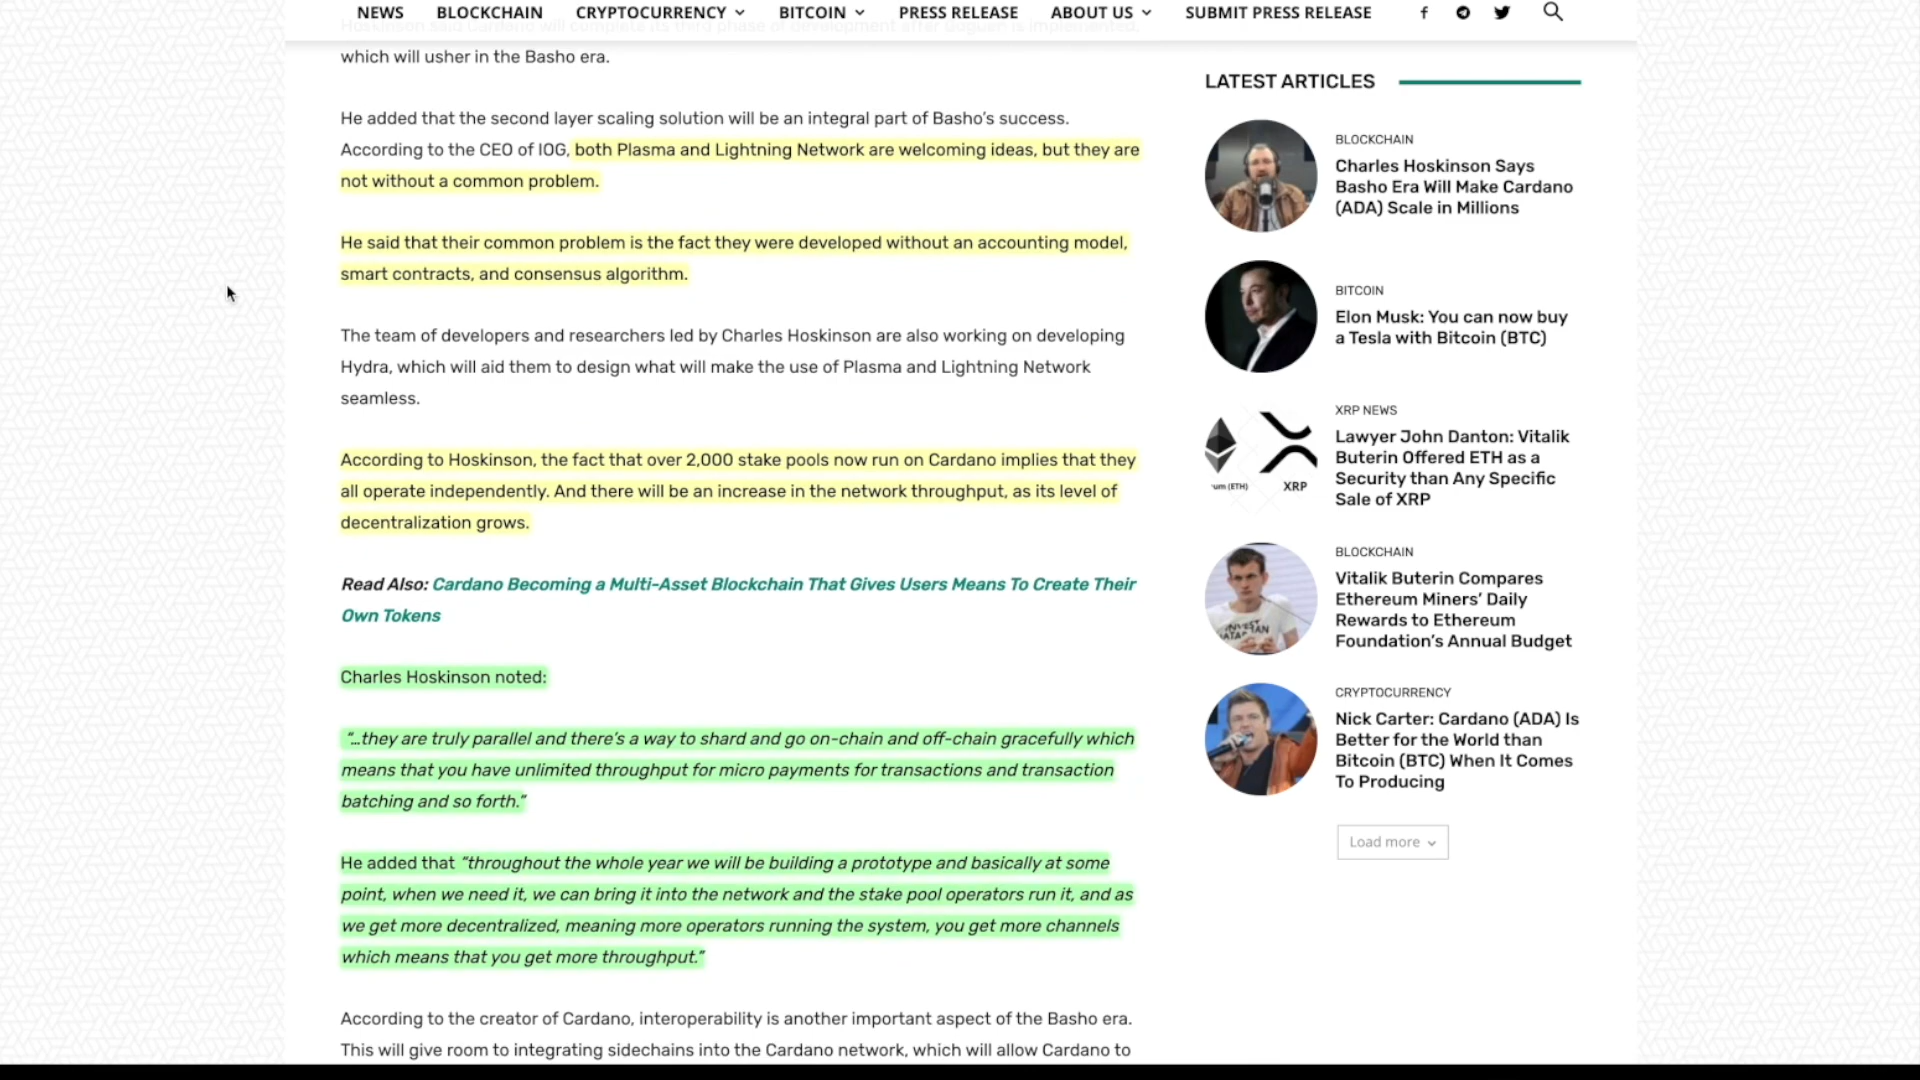 NEWS BLOCKCHAIN CRYPTOCURRENCY BITCOIN PRESS RELEASE ABOUT US SUBMIT PRESS RELEASE
Hoskinson said Cardano will complete its third phase of development after Goguen is implemented,
which will usher in the Basho era.
He added that the second layer scaling solution will be an integral part of Basho's success.
According to the CEO of IOG, both Plasma and Lightning Network are welcoming ideas, but they are
not without a common problem.
He said that their common problem is the fact they were developed without an accounting model,
smart contracts, and consensus algorithm.
The team of developers and researchers led by Charles Hoskinson are also working on developing
Hydra, which will aid them to design what will make the use of Plasma and Lightning Network
seamless.
According to Hoskinson, the fact that over 2,000 stake pools now run on Cardano implies that they
all operate independently. And there will be an increase in the network throughput, as its level of
decentralization grows.
Read Also: Cardano Becoming a Multi-Asset Blockchain That Gives Users Means To Create Their
Own Tokens
Charles Hoskinson noted:
“…they are truly parallel and there's a way to shard and go on-chain and off-chain gracefully which
means that you have unlimited throughput for micro payments for transactions and transaction
batching and so forth.”
He added that “throughout the whole year we will be building a prototype and basically at some
point, when we need it, we can bring it into the network and the stake pool operators run it, and as
we get more decentralized, meaning more operators running the system, you get more channels
which means that you get more throughput.”
According to the creator of Cardano, interoperability is another important aspect of the Basho era.
This will give room to integrating sidechains into the Cardano network, which will allow Cardano to
LATEST ARTICLES
BLOCKCHAIN
Charles Hoskinson Says
Basho Era Will Make Cardano
(ADA) Scale in Millions
BITCOIN
Elon Musk: You can now buy
a Tesla with Bitcoin (BTC)
um (ETH) XRP
XRP NEWS
Lawyer John Danton: Vitalik
Buterin Offered ETH as a
Security than Any Specific
Sale of XRP
BLOCKCHAIN
Vitalik Buterin Compares
Ethereum Miners' Daily
Rewards to Ethereum
Foundation's Annual Budget
CRYPTOCURRENCY
Nick Carter: Cardano (ADA) Is
Better for the World than
Bitcoin (BTC) When It Comes
To Producing
Load more